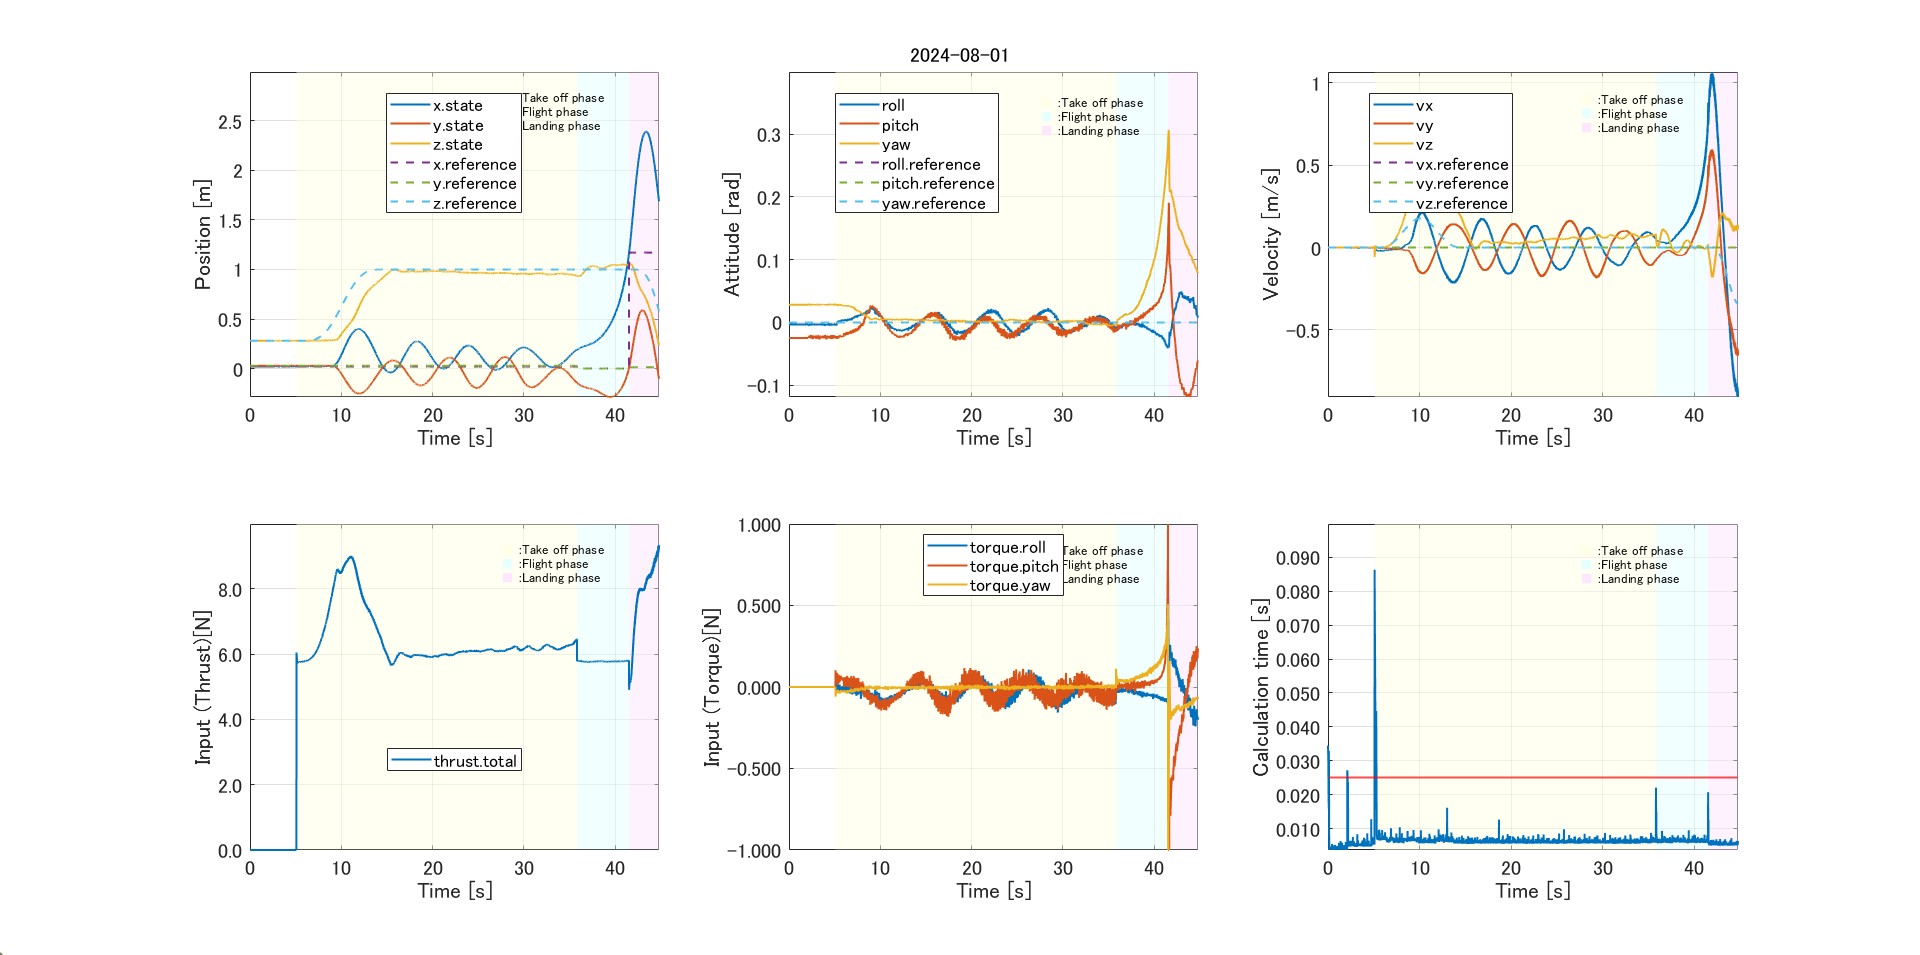 2024-08-01
Position [m]
2.5
2
1.5
1
0.5
0
x.state
y.state
z.state
x.reference
y.reference
z.reference
Take off phase
Flight phase
Landing phase
0 10 20 30 40
Time [s]
Attitude [rad]
0.3
0.2
0.1
0
-0.1
roll
pitch
yaw
roll.reference
pitch.reference
yaw.reference
:Take off phase
:Flight phase
:Landing phase
0 10 20 30 40
Time [s]
Velocity [m/s]
1
0.5
0
-0.5
vx
vy
vz
vx.reference
vy.reference
vz.reference
:Take off phase
:Flight phase
:Landing phase
0 10 20 30 40
Time [s]
Input (Thrust)[N]
8.0
6.0
4.0
2.0
0.0
:Take off phase
:Flight phase
:Landing phase
thrust.total
0 10 20 30 40
Time [s]
Input (Torque)[N]
1.000
0.500
0.000
-0.500
-1.000
torque.roll
torque.pitch
torque.yaw
Take off phase
Flight phase
Landing phase
0 10 20 30 40
Time [s]
Calculation time [s]
0.090
0.080
0.070
0.060
0.050
0.040
0.030
0.020
0.010
:Take off phase
:Flight phase
:Landing phase
0 10 20 30 40
Time [s]